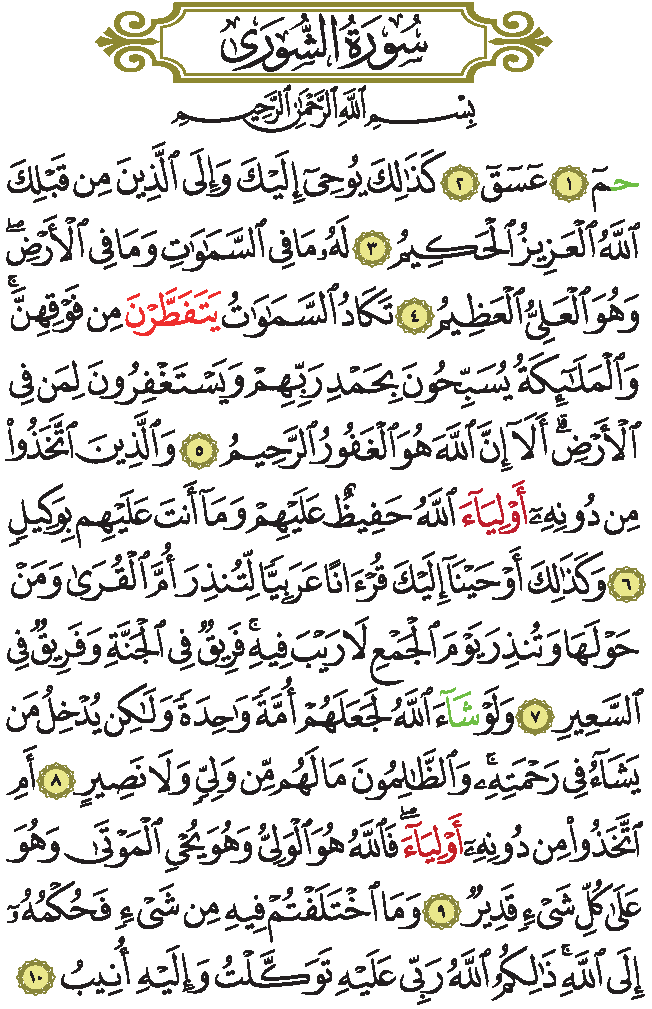 سُورَةُ الشُّورَىٰ
بِسْمِ ٱللَّهِ ٱلرَّحْمَٰنِ ٱلرَّحِيمِ
حمٓ ١ عٓسٓقٓ ٢ كَذَٰلِكَ يُوحِىٓ إِلَيْكَ وَإِلَى ٱلَّذِينَ مِن قَبْلِكَ
ٱللَّهُ ٱلْعَزِيزُ ٱلْحَكِيمُ ٣ لَهُۥ مَا فِى ٱلسَّمَٰوَٰتِ وَمَا فِى ٱلْأَرْضِۖ
وَهُوَ ٱلْعَلِىُّ ٱلْعَظِيمُ ٤ تَكَادُ ٱلسَّمَٰوَٰتُ يَتَفَطَّرْنَ مِن فَوْقِهِنَّۚ
وَٱلْمَلَٰٓئِكَةُ يُسَبِّحُونَ بِحَمْدِ رَبِّهِمْ وَيَسْتَغْفِرُونَ لِمَن فِى
ٱلْأَرْضِۗ أَلَآ إِنَّ ٱللَّهَ هُوَ ٱلْغَفُورُ ٱلرَّحِيمُ ٥ وَٱلَّذِينَ ٱتَّخَذُوا۟
مِن دُونِهِۦٓ أَوْلِيَآءَ ٱللَّهُ حَفِيظٌ عَلَيْهِمْ وَمَآ أَنتَ عَلَيْهِم بِوَكِيلٍ
٦ وَكَذَٰلِكَ أَوْحَيْنَآ إِلَيْكَ قُرْءَانًا عَرَبِيًّا لِّتُنذِرَ أُمَّ ٱلْقُرَىٰ وَمَنْ
حَوْلَهَا وَتُنذِرَ يَوْمَ ٱلْجَمْعِ لَا رَيْبَ فِيهِۚ فَرِيقٌ فِى ٱلْجَنَّةِ وَفَرِيقٌ فِى
ٱلسَّعِيرِ ٧ وَلَوْ شَآءَ ٱللَّهُ لَجَعَلَهُمْ أُمَّةً وَٰحِدَةً وَلَٰكِن يُدْخِلُ مَن
يَشَآءُ فِى رَحْمَتِهِۦۚ وَٱلظَّٰلِمُونَ مَا لَهُم مِّن وَلِىٍّ وَلَا نَصِيرٍ ٨ أَمِ
ٱتَّخَذُوا۟ مِن دُونِهِۦٓ أَوْلِيَآءَۖ فَٱللَّهُ هُوَ ٱلْوَلِىُّ وَهُوَ يُحْىِ ٱلْمَوْتَىٰ وَهُوَ
عَلَىٰ كُلِّ شَىْءٍ قَدِيرٌ ٩ وَمَا ٱخْتَلَفْتُمْ فِيهِ مِن شَىْءٍ فَحُكْمُهُۥٓ
إِلَى ٱللَّهِۚ ذَٰلِكُمُ ٱللَّهُ رَبِّى عَلَيْهِ تَوَكَّلْتُ وَإِلَيْهِ أُنِيبُ ١٠